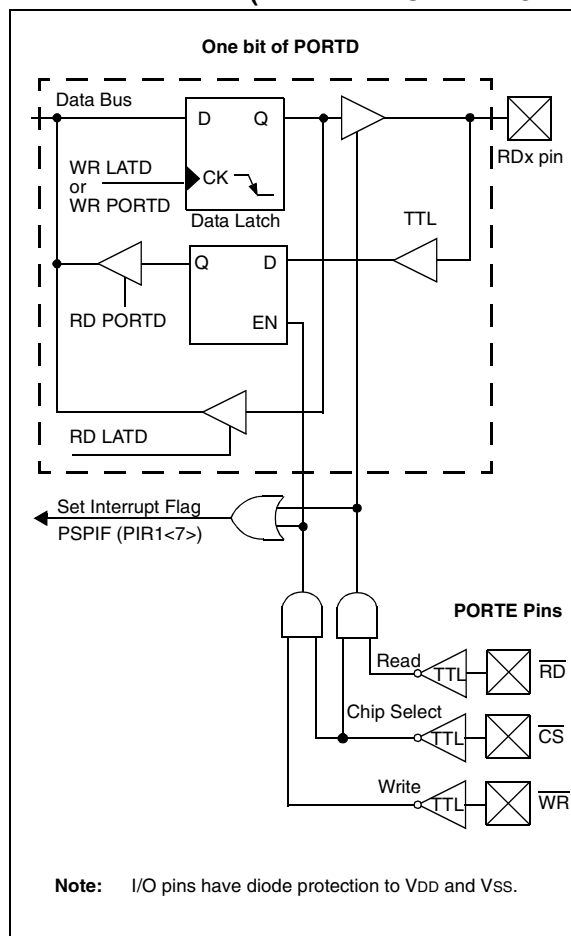 One bit of PORTD
Data Bus
D Q
RDx pin
WR LATD
or
WR PORTD
CK
Data Latch
TTL
Q D
RD PORTD
EN
RD LATD
Set Interrupt Flag
PSPIF (PIR1<7>)
PORTE Pins
Read
TTL
RD
Chip Select
TTL
CS
Write
TTL
WR
Note: I/O pins have diode protection to VDD and VSS.